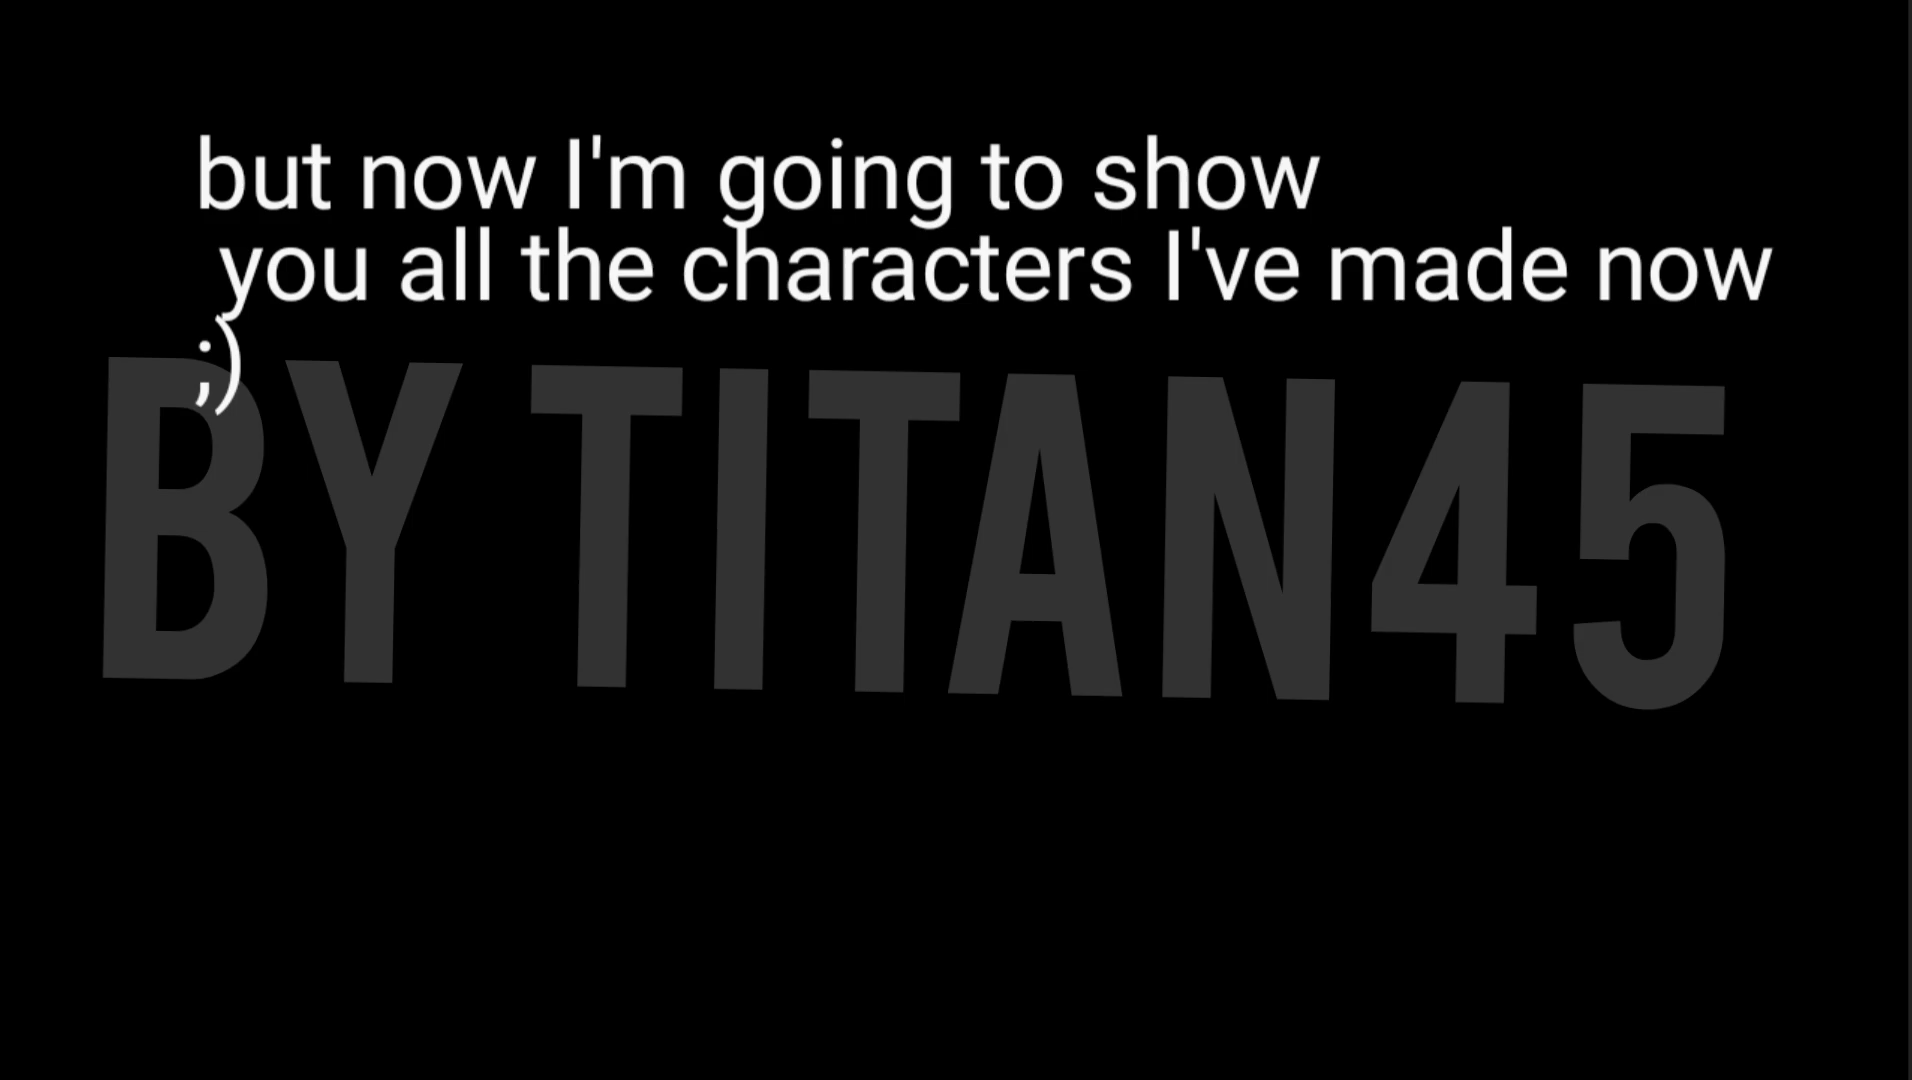 but now I'm going to show
you all the characters I've made now
;)
BY TITAN45